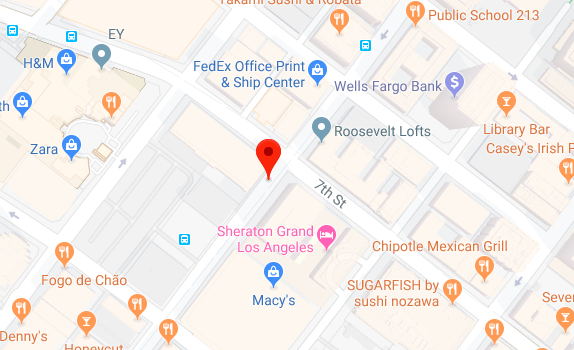 Takami Sushi & Robata
Public School 213
EY
H&M
FedEx Office Print
& Ship Center
Wells Fargo Bank
th
Roosevelt Lofts
Library Bar
Casey's Irish P
Zara
7th St
Sheraton Grand
Los Angeles
Chipotle Mexican Grill
Fogo de Chão
Macy's
SUGARFISH by
sushi nozawa
Denny's
Honeycut
Seve